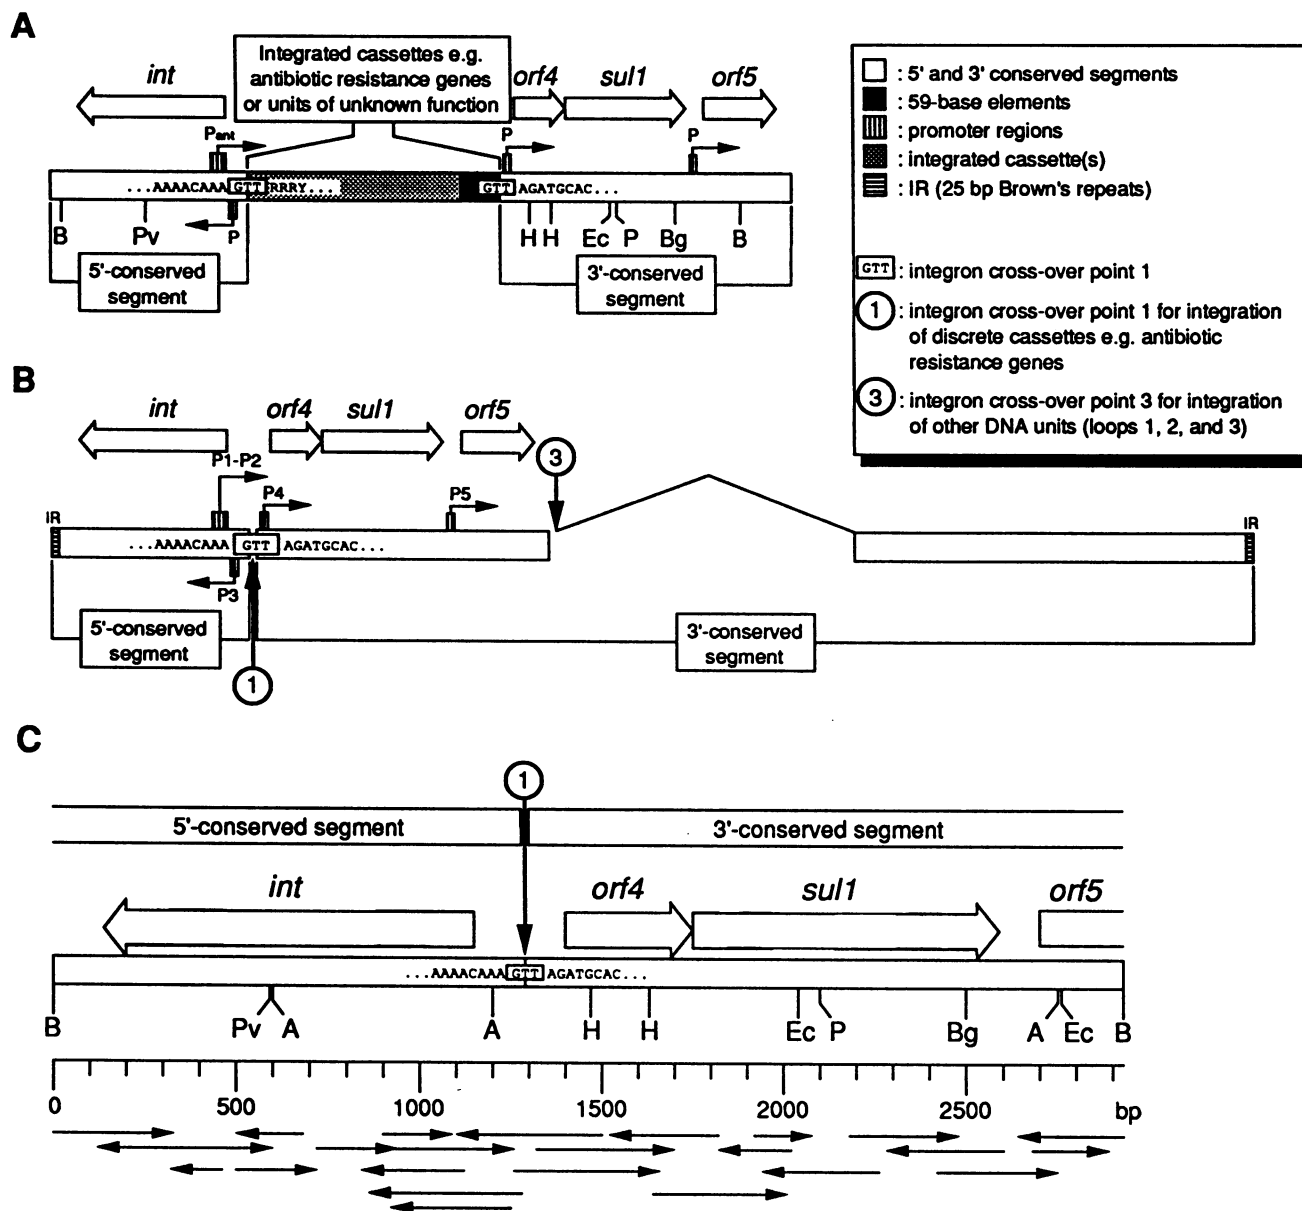 A
Integrated cassettes e.g.
antibiotic resistance genes
or units of unknown function
int
orf4
sul1
orf5
Pant
P
P
...AAAACAAA GTT RRRY...
GTT AGATGCAC...
B
Pv
P
H
H
Ec
P
Bg
B
5'-conserved
segment
3'-conserved
segment
: 5' and 3' conserved segments
: 59-base elements
: promoter regions
: integrated cassette(s)
: IR (25 bp Brown's repeats)
GTT : integron cross-over point 1
1 : integron cross-over point 1 for integration
of discrete cassettes e.g. antibiotic
resistance genes
3 : integron cross-over point 3 for integration
of other DNA units (loops 1, 2, and 3)
B
int
orf4
sul1
orf5
P1-P2
P4
P5
3
IR
IR
...AAAACAAA GTT AGATGCAC...
P3
5'-conserved
segment
3'-conserved
segment
1
C
1
5'-conserved segment
3'-conserved segment
int
orf4
sul1
orf5
...AAAACAAA GTT AGATGCAC...
B
Pv
A
A
H
H
Ec
P
Bg
A
Ec
B
0
500
1000
1500
2000
2500
bp